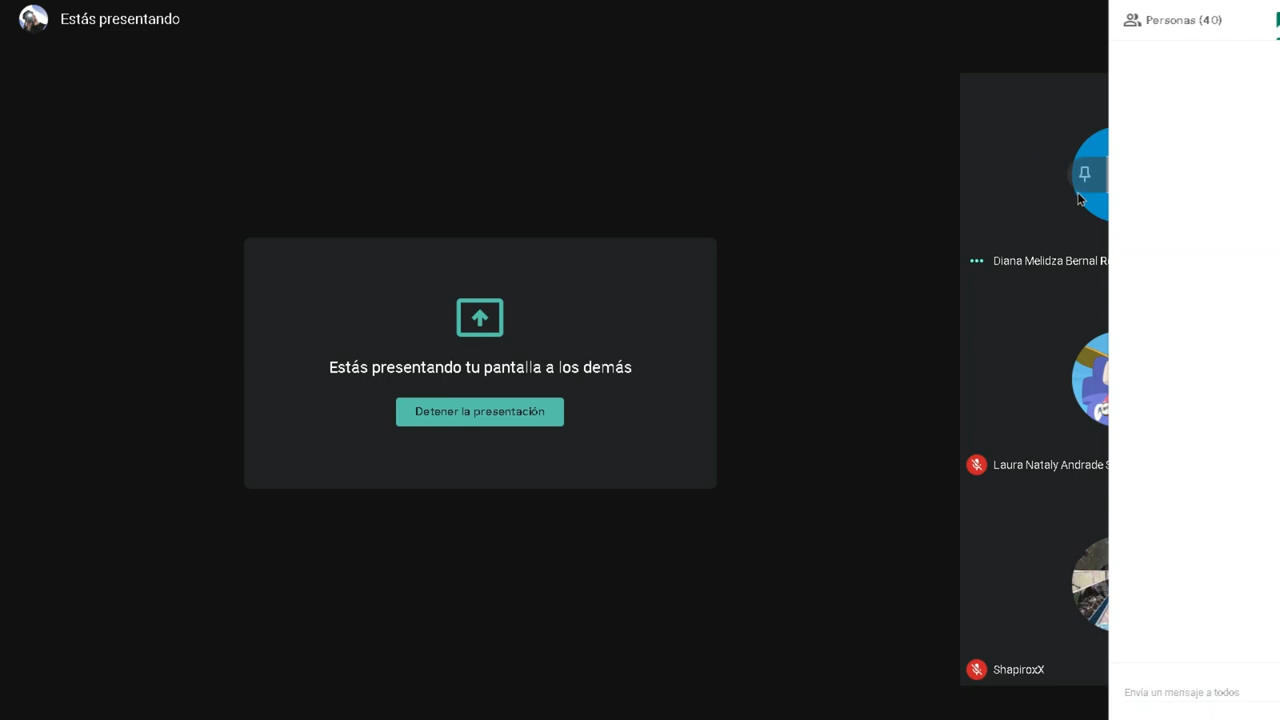 Estás presentando
Personas (40)
Diana Melidza Bernal
Estás presentando tu pantalla a los demás
Detener la presentación
Laura Nataly Andrade
ShapiroxX
Envía un mensaje a todos